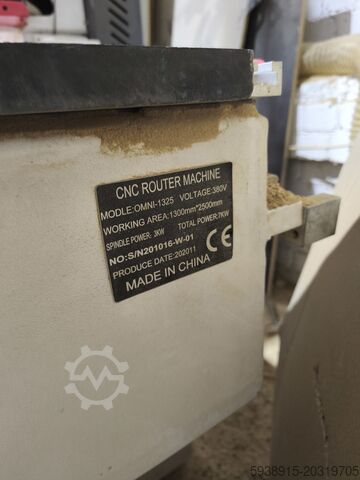 CNC ROUTER MACHINE
MODLE:OMNI-1325 VOLTAGE:380V
WORKING AREA:1300mm*2500mm
SPINDLE POWER: 3KW TOTAL POWER:7KW
NO:S/N201016-W-01
PRODUCE DATE:202011 CE
MADE IN CHINA
5938915-20319705